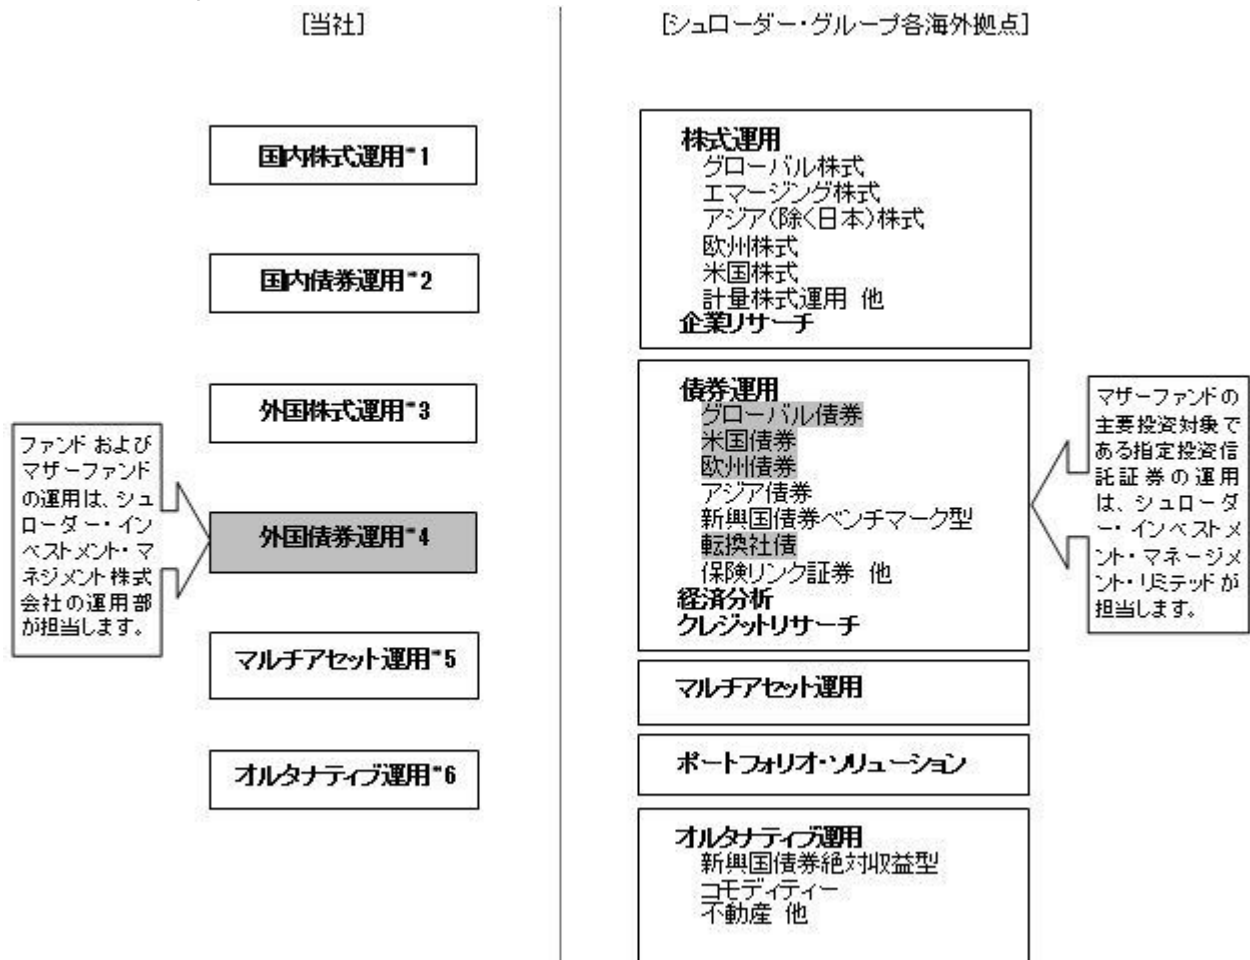 [当社]
[シュローダー・グループ各海外拠点]
国内株式運用*1
国内債券運用*2
外国株式運用*3
外国債券運用*4
マルチアセット運用*5
オルタナティブ運用*6
ファンド および
マザーファンド
の運用は、シュ
ローダー・イン
ベストメント・マ
ネジメント株式
会社の運用部
が担当します。
株式運用
グローバル株式
エマージング株式
アジア(除く日本)株式
欧州株式
米国株式
計量株式運用 他
企業リサーチ
債券運用
グローバル債券
米国債券
欧州債券
アジア債券
新興国債券ベンチマーク型
転換社債
保険リンク証券 他
経済分析
クレジットリサーチ
マルチアセット運用
ポートフォリオ・ソリューション
オルタナティブ運用
新興国債券絶対収益型
コモディティー
不動産 他
マザーファンドの
主要投資対象で
ある指定投資信
託証券の運用
は、シュローダ
ー・インベストメ
ント・マネージメ
ント・リミテッドが
担当します。